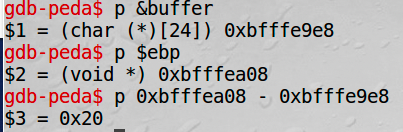 gdb-peda$ p &buffer
$1 = (char (*)[24]) 0xbfffe9e8
gdb-peda$ p $ebp
$2 = (void *) 0xbfffea08
gdb-peda$ p 0xbfffea08 - 0xbfffe9e8
$3 = 0x20